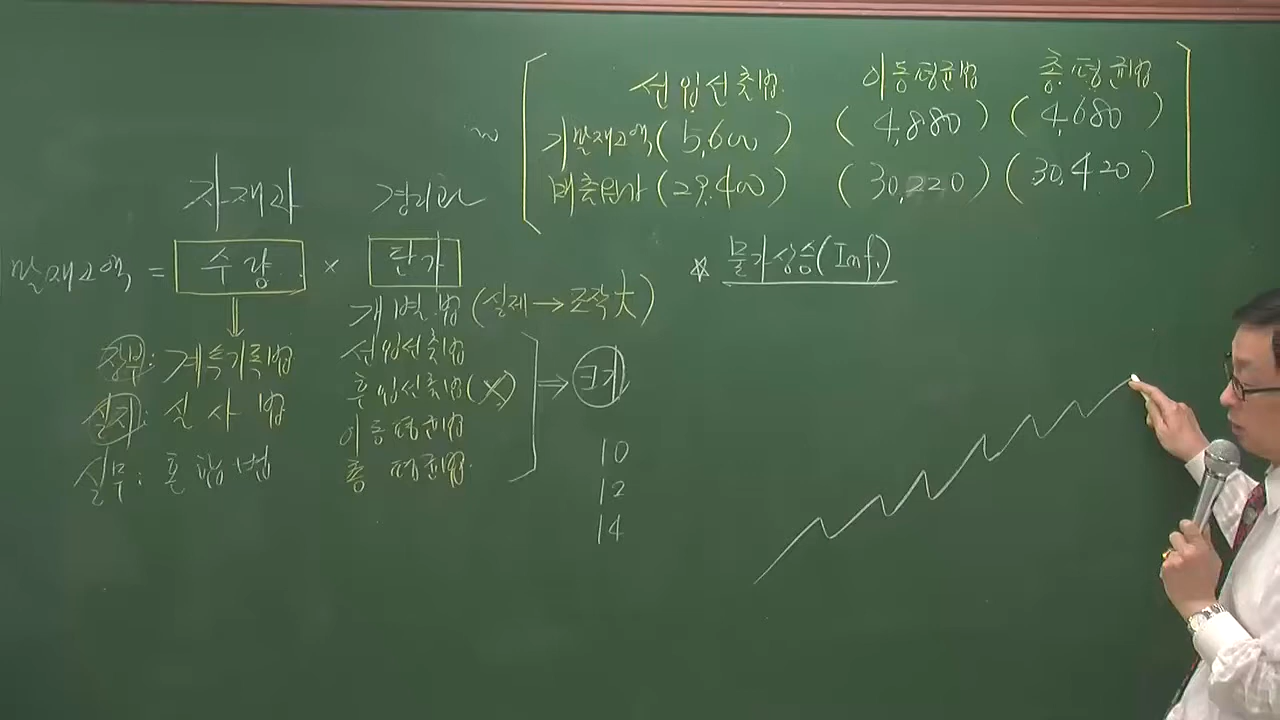 선입선출법 이동평균법 총평균법
~ 기말재고액(5,600) (4,880) (4,680)
매출원가(29,400) (30,220) (30,420)
자재과 경리과
말재고액 = 수량 × 단가
개별법(실제→조작大)
⇓
장부: 계속기록법
실제: 실사법
실무: 혼합법
선입선출법
후입선출법(X) ⇒ 크기
이동평균법
총평균법
10
12
14
☆ 물가상승(Inf.)